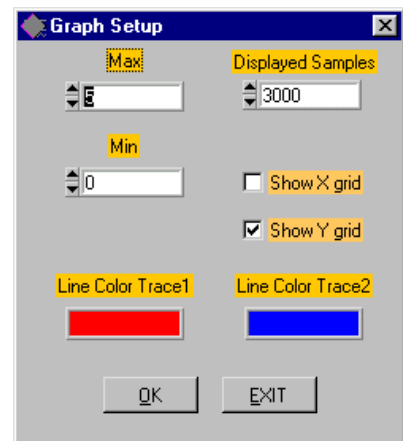 Graph Setup
Max
Displayed Samples
5
3000
Min
0
Show X grid
Show Y grid
Line Color Trace1
Line Color Trace2
OK
EXIT